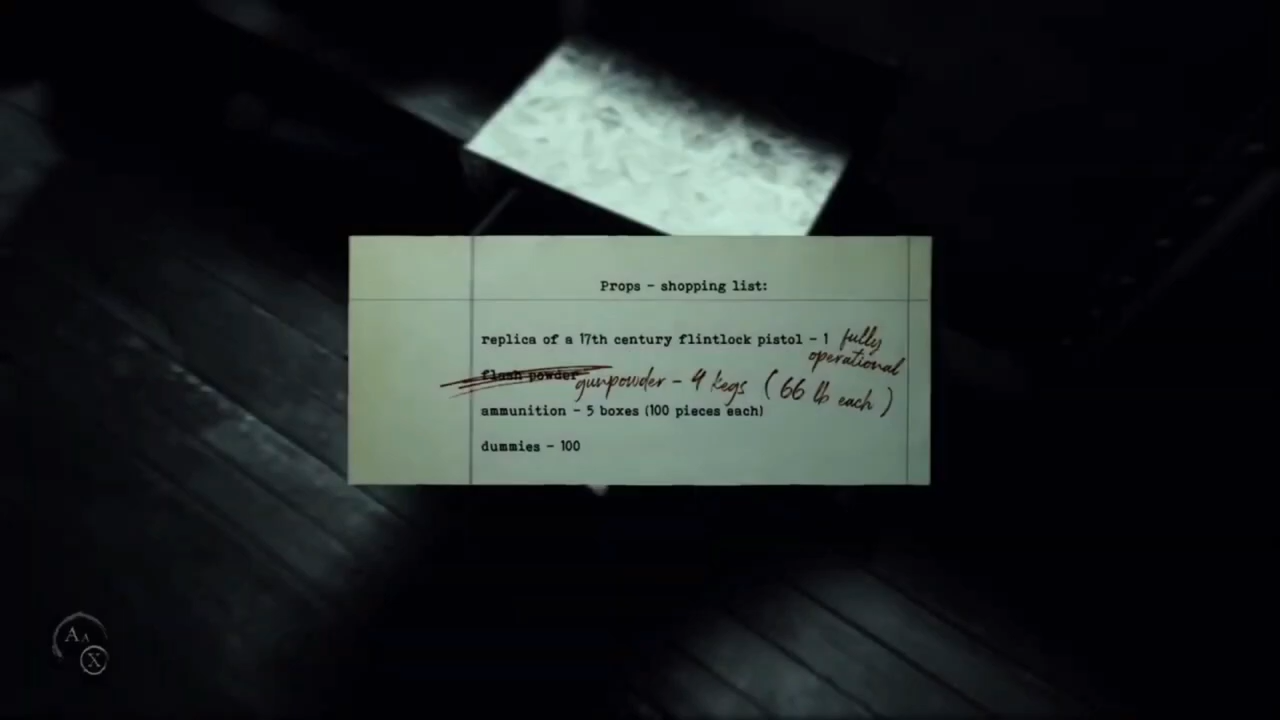 Props - shopping list:
replica of a 17th century flintlock pistol - 1 fully
operational
flash powder gunpowder - 4 kegs (66 lb each)
ammunition - 5 boxes (100 pieces each)
dummies - 100
AA
X